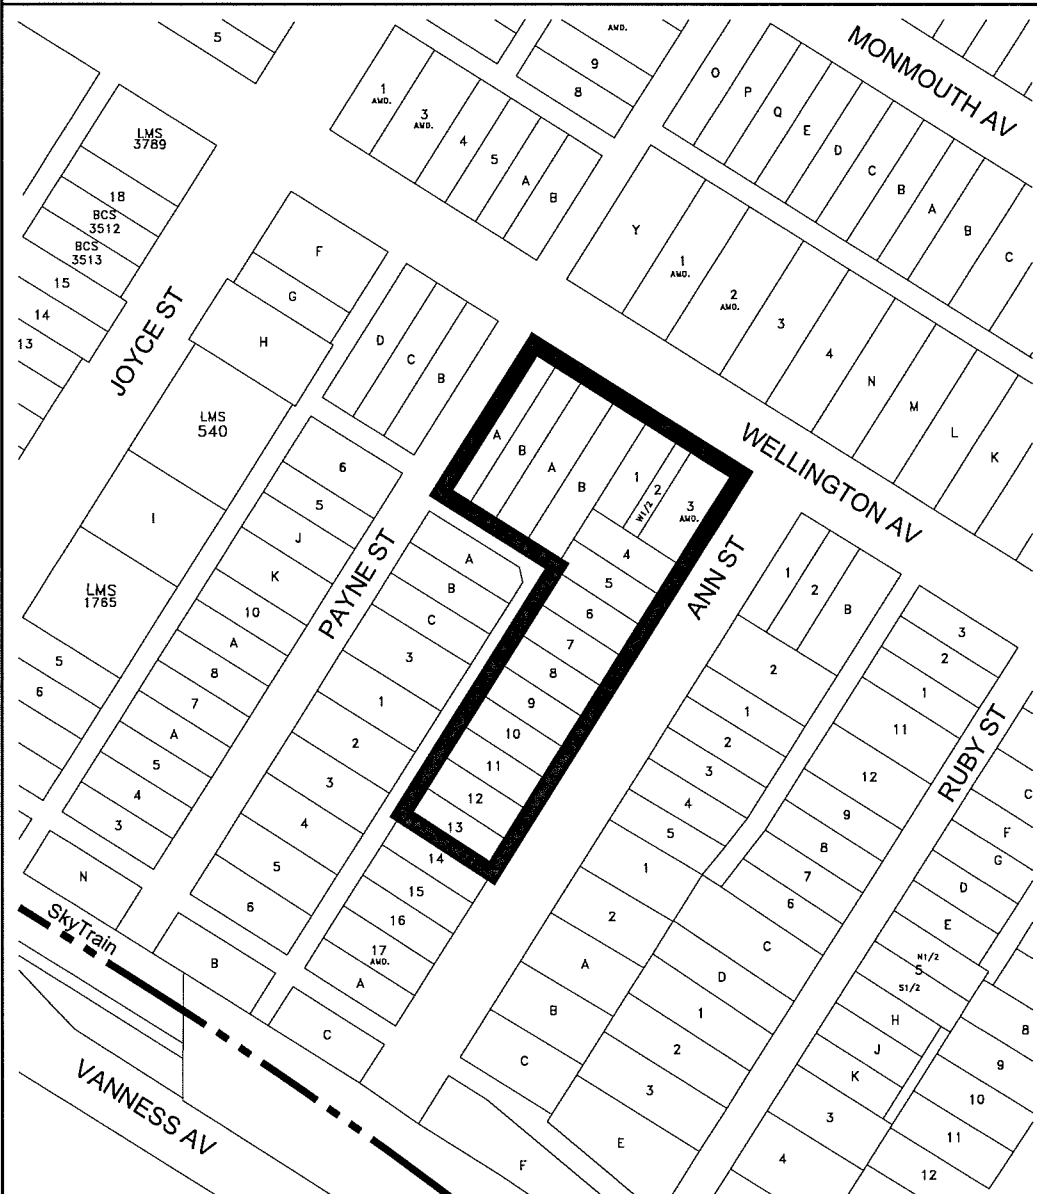 MONMOUTH AV
5
AMD.
9
8
1
AMD.
3
AMD.
4
5
A
B
O
P
Q
E
D
C
B
A
B
C
LMS
3789
18
BCS
3512
BCS
3513
15
14
13
JOYCE ST
F
G
H
LMS
540
I
LMS
1765
5
6
D
C
B
Y
1
AMD.
2
AMD.
3
4
N
M
L
K
WELLINGTON AV
A
B
A
B
1
W1/2
2
3
AMD.
4
5
6
7
8
9
10
11
12
13
14
15
16
17
AMD.
A
C
ANN ST
6
5
J
K
10
A
8
7
A
5
4
3
N
PAYNE ST
A
B
C
3
1
2
3
4
5
6
B
1
2
B
2
1
2
3
4
5
1
2
A
B
C
F
3
2
1
11
12
9
8
7
6
C
D
1
2
3
E
RUBY ST
C
F
G
D
E
N1/2
5
S1/2
H
J
K
3
4
8
9
10
11
12
SkyTrain
VANNESS AV